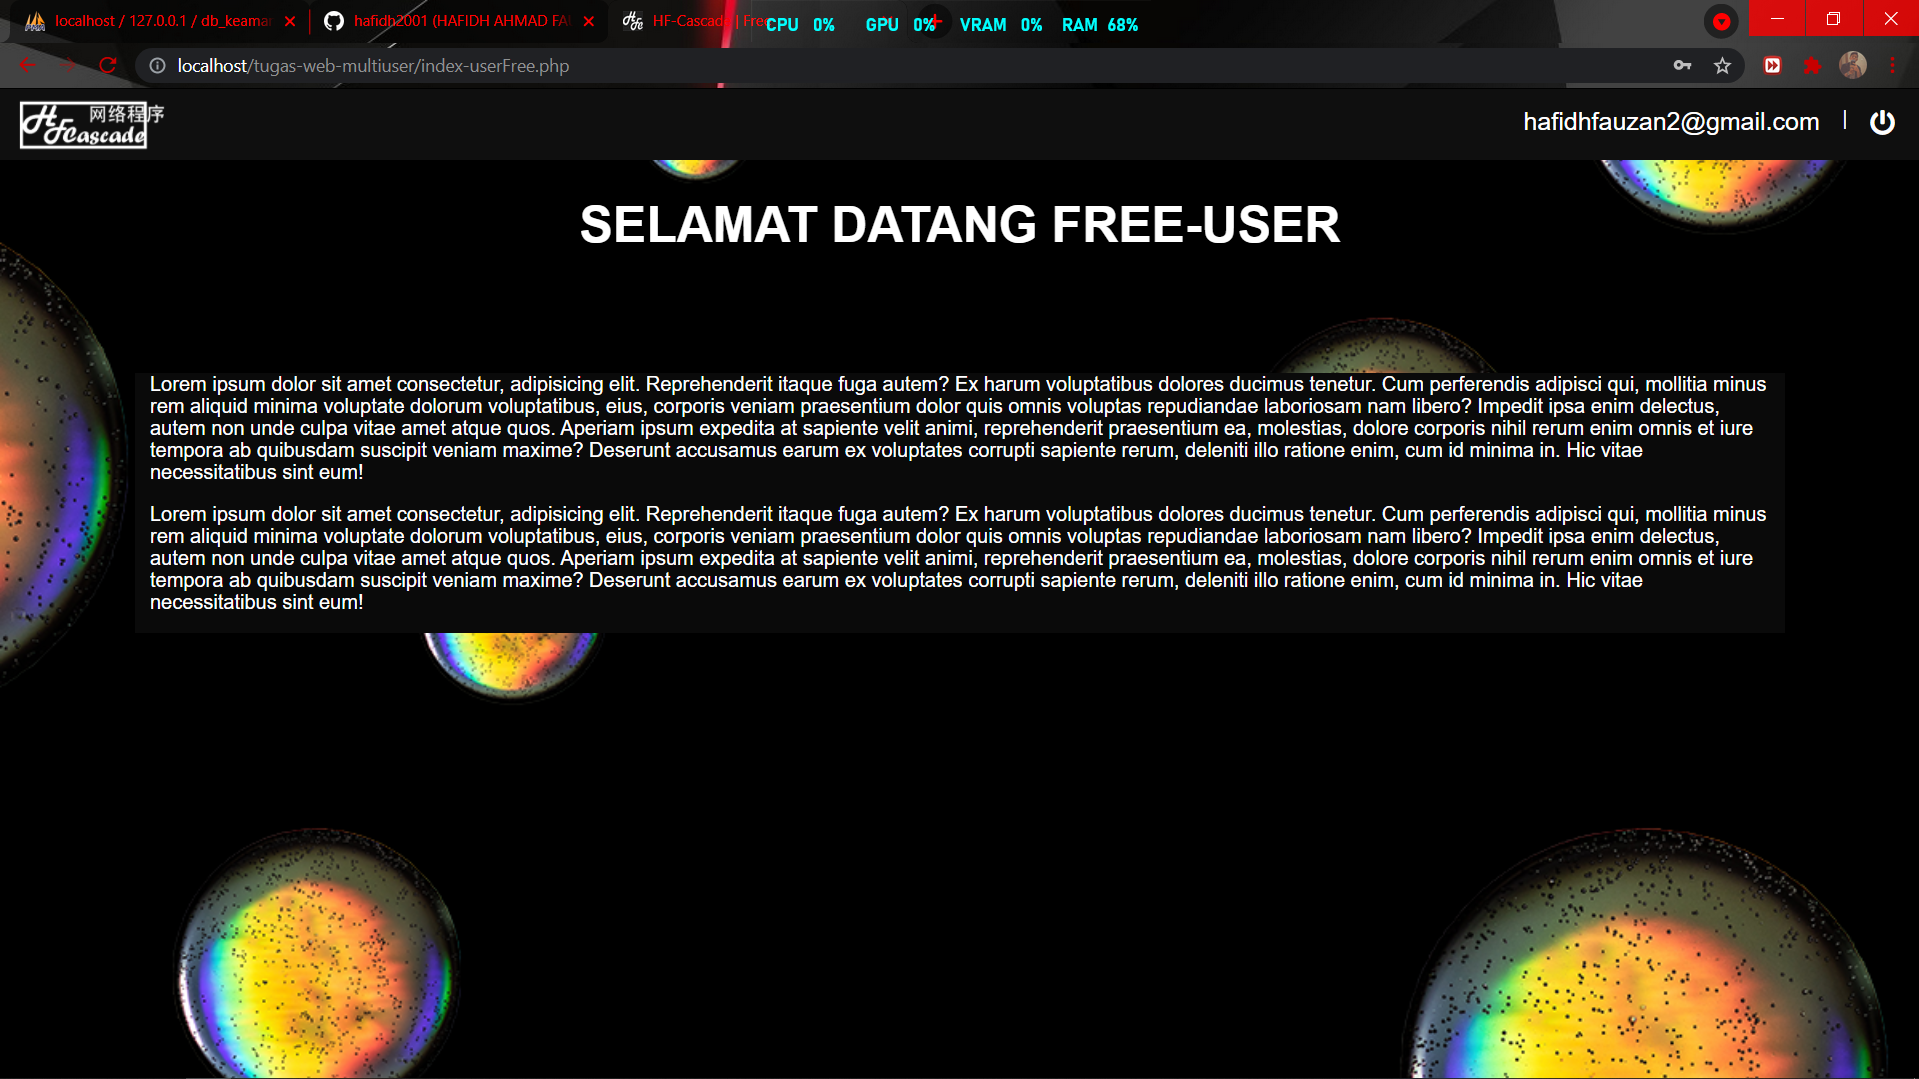 localhost / 127.0.0.1 / db_keamar
hafidh2001 (HAFIDH AHMAD FA
HF-Cascade | Free
CPU 0% GPU 0% VRAM 0% RAM 68%
localhost/tugas-web-multiuser/index-userFree.php
网络程序
HFCascade
hafidhfauzan2@gmail.com |
SELAMAT DATANG FREE-USER
Lorem ipsum dolor sit amet consectetur, adipisicing elit. Reprehenderit itaque fuga autem? Ex harum voluptatibus dolores ducimus tenetur. Cum perferendis adipisci qui, mollitia minus
rem aliquid minima voluptate dolorum voluptatibus, eius, corporis veniam praesentium dolor quis omnis voluptas repudiandae laboriosam nam libero? Impedit ipsa enim delectus,
autem non unde culpa vitae amet atque quos. Aperiam ipsum expedita at sapiente velit animi, reprehenderit praesentium ea, molestias, dolore corporis nihil rerum enim omnis et iure
tempora ab quibusdam suscipit veniam maxime? Deserunt accusamus earum ex voluptates corrupti sapiente rerum, deleniti illo ratione enim, cum id minima in. Hic vitae
necessitatibus sint eum!
Lorem ipsum dolor sit amet consectetur, adipisicing elit. Reprehenderit itaque fuga autem? Ex harum voluptatibus dolores ducimus tenetur. Cum perferendis adipisci qui, mollitia minus
rem aliquid minima voluptate dolorum voluptatibus, eius, corporis veniam praesentium dolor quis omnis voluptas repudiandae laboriosam nam libero? Impedit ipsa enim delectus,
autem non unde culpa vitae amet atque quos. Aperiam ipsum expedita at sapiente velit animi, reprehenderit praesentium ea, molestias, dolore corporis nihil rerum enim omnis et iure
tempora ab quibusdam suscipit veniam maxime? Deserunt accusamus earum ex voluptates corrupti sapiente rerum, deleniti illo ratione enim, cum id minima in. Hic vitae
necessitatibus sint eum!